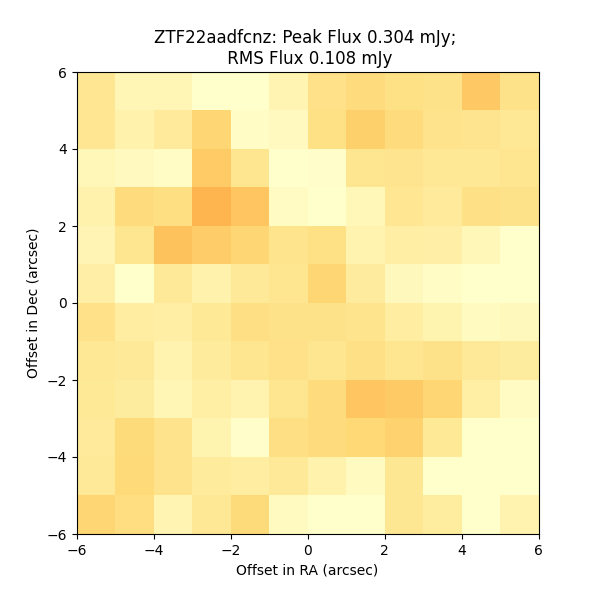 ZTF22aadfcnz: Peak Flux 0.304 mJy;
RMS Flux 0.108 mJy
6
4
2
0
−2
−4
−6
Offset in Dec (arcsec)
−6 −4 −2 0 2 4 6
Offset in RA (arcsec)